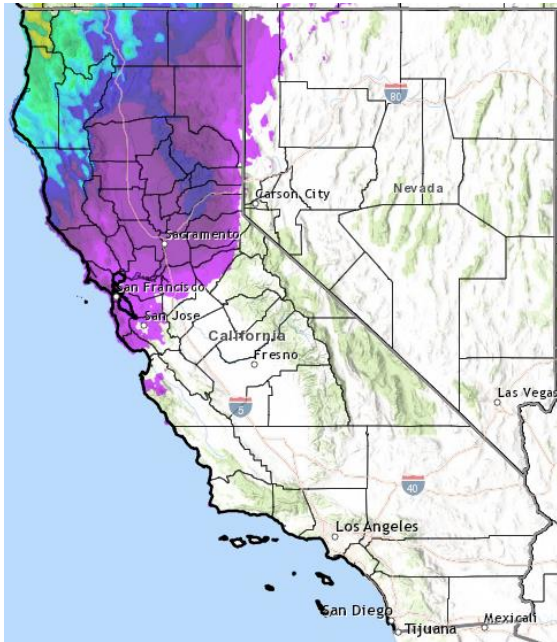 80
Carson City
Nevada
Sacramento
San Francisco
San Jose
California
Fresno
Las Vegas
5
40
Los Angeles
San Diego
Tijuana
Mexicali